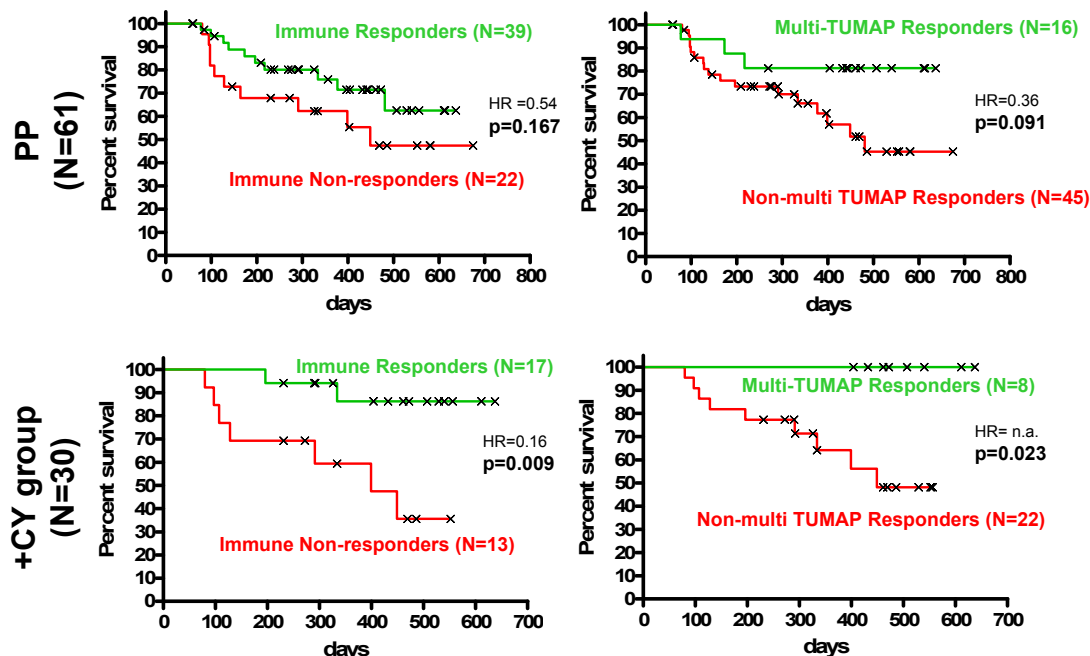 PP
(N=61)
Percent survival
100
90
80
70
60
50
40
30
20
10
0
Immune Responders (N=39)
HR =0.54
p=0.167
Immune Non-responders (N=22)
0 100 200 300 400 500 600 700 800
days
Percent survival
100
90
80
70
60
50
40
30
20
10
0
Multi-TUMAP Responders (N=16)
HR=0.36
p=0.091
Non-multi TUMAP Responders (N=45)
0 100 200 300 400 500 600 700 800
days
+CY group
(N=30)
Percent survival
100
90
80
70
60
50
40
30
20
10
0
Immune Responders (N=17)
HR=0.16
p=0.009
Immune Non-responders (N=13)
0 100 200 300 400 500 600 700
days
Percent survival
100
90
80
70
60
50
40
30
20
10
0
Multi-TUMAP Responders (N=8)
HR= n.a.
p=0.023
Non-multi TUMAP Responders (N=22)
0 100 200 300 400 500 600 700
days